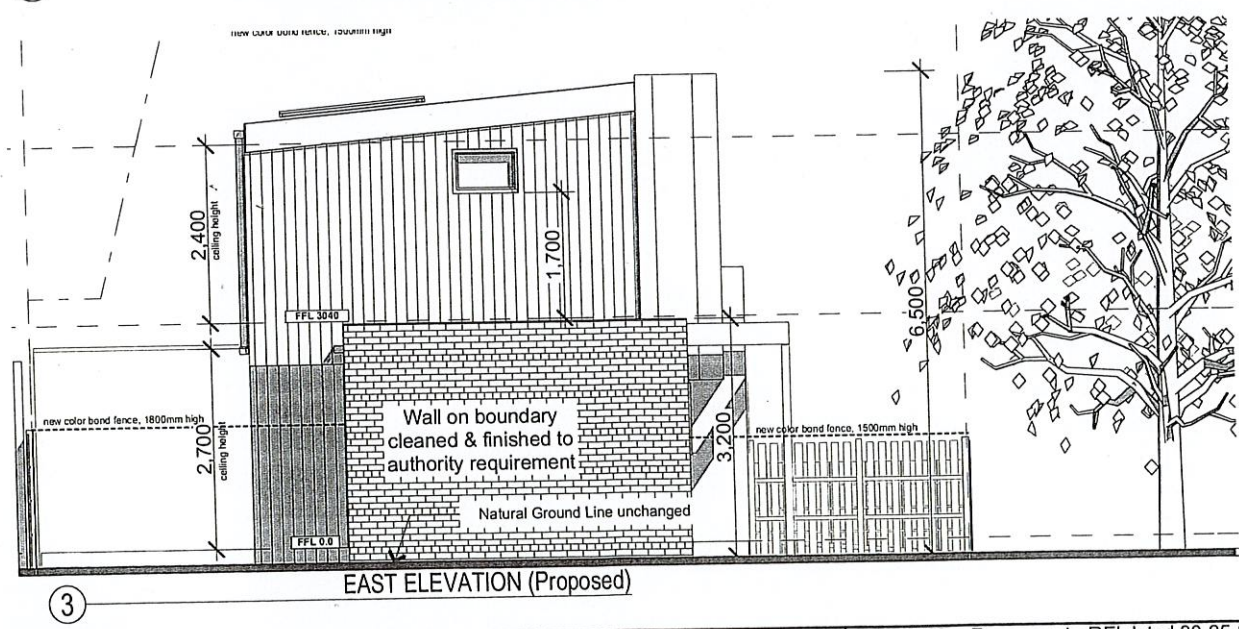 new color bond fence, 1500mm high
2,400
ceiling height
1,700
FFL 3040
6,500
new color bond fence, 1800mm high
2,700
ceiling height
Wall on boundary
cleaned & finished to
authority requirement
3,200
new color bond fence, 1500mm high
Natural Ground Line unchanged
FFL 0.0
EAST ELEVATION (Proposed)
3